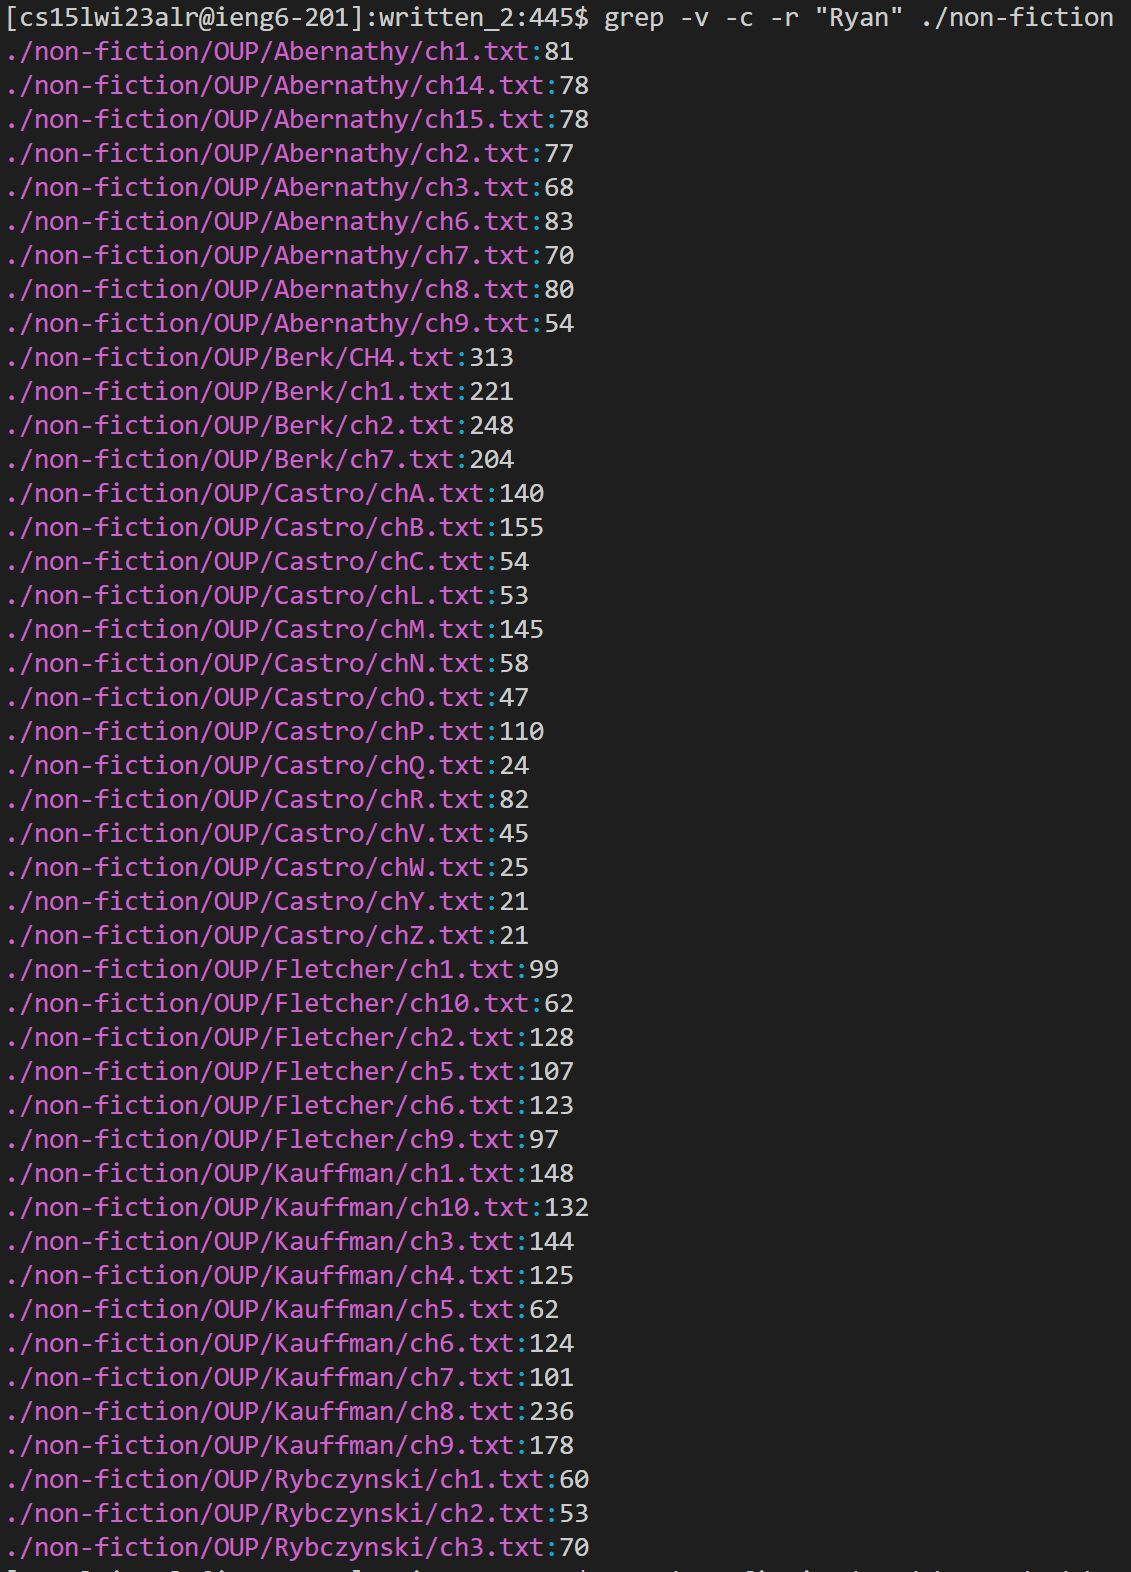 [cs15lwi23alr@ieng6-201]:written_2:445$ grep -v -c -r "Ryan" ./non-fiction
./non-fiction/OUP/Abernathy/ch1.txt:81
./non-fiction/OUP/Abernathy/ch14.txt:78
./non-fiction/OUP/Abernathy/ch15.txt:78
./non-fiction/OUP/Abernathy/ch2.txt:77
./non-fiction/OUP/Abernathy/ch3.txt:68
./non-fiction/OUP/Abernathy/ch6.txt:83
./non-fiction/OUP/Abernathy/ch7.txt:70
./non-fiction/OUP/Abernathy/ch8.txt:80
./non-fiction/OUP/Abernathy/ch9.txt:54
./non-fiction/OUP/Berk/CH4.txt:313
./non-fiction/OUP/Berk/ch1.txt:221
./non-fiction/OUP/Berk/ch2.txt:248
./non-fiction/OUP/Berk/ch7.txt:204
./non-fiction/OUP/Castro/chA.txt:140
./non-fiction/OUP/Castro/chB.txt:155
./non-fiction/OUP/Castro/chC.txt:54
./non-fiction/OUP/Castro/chL.txt:53
./non-fiction/OUP/Castro/chM.txt:145
./non-fiction/OUP/Castro/chN.txt:58
./non-fiction/OUP/Castro/chO.txt:47
./non-fiction/OUP/Castro/chP.txt:110
./non-fiction/OUP/Castro/chQ.txt:24
./non-fiction/OUP/Castro/chR.txt:82
./non-fiction/OUP/Castro/chV.txt:45
./non-fiction/OUP/Castro/chW.txt:25
./non-fiction/OUP/Castro/chY.txt:21
./non-fiction/OUP/Castro/chZ.txt:21
./non-fiction/OUP/Fletcher/ch1.txt:99
./non-fiction/OUP/Fletcher/ch10.txt:62
./non-fiction/OUP/Fletcher/ch2.txt:128
./non-fiction/OUP/Fletcher/ch5.txt:107
./non-fiction/OUP/Fletcher/ch6.txt:123
./non-fiction/OUP/Fletcher/ch9.txt:97
./non-fiction/OUP/Kauffman/ch1.txt:148
./non-fiction/OUP/Kauffman/ch10.txt:132
./non-fiction/OUP/Kauffman/ch3.txt:144
./non-fiction/OUP/Kauffman/ch4.txt:125
./non-fiction/OUP/Kauffman/ch5.txt:62
./non-fiction/OUP/Kauffman/ch6.txt:124
./non-fiction/OUP/Kauffman/ch7.txt:101
./non-fiction/OUP/Kauffman/ch8.txt:236
./non-fiction/OUP/Kauffman/ch9.txt:178
./non-fiction/OUP/Rybczynski/ch1.txt:60
./non-fiction/OUP/Rybczynski/ch2.txt:53
./non-fiction/OUP/Rybczynski/ch3.txt:70